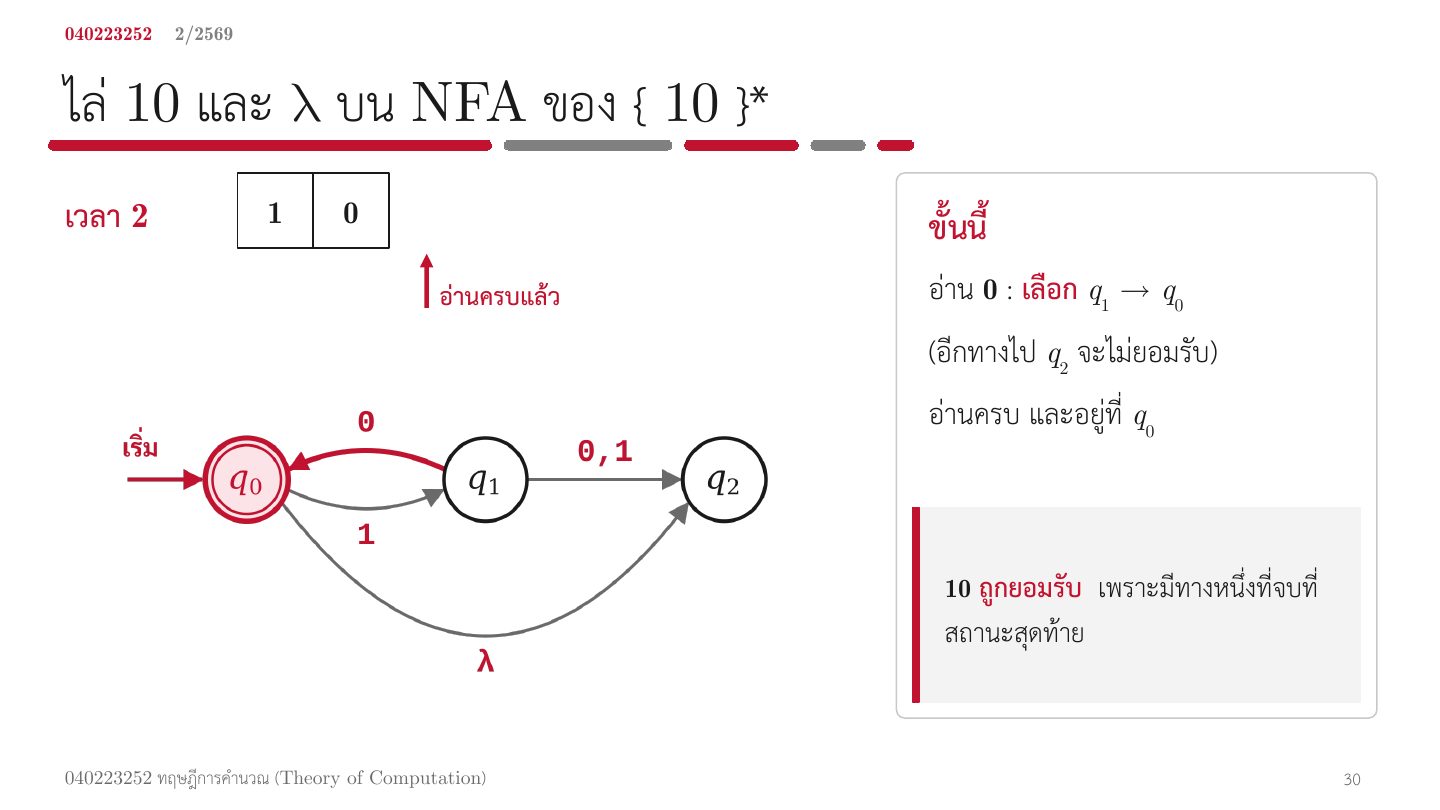 040223252 2/2569
ไล่ 10 และ λ บน NFA ของ { 10 }*
เวลา 2
1 0
อ่านครบแล้ว
เริ่ม
0
0,1
q0
q1
q2
1
λ
ขั้นนี้
อ่าน 0 : เลือก q1 → q0
(อีกทางไป q2 จะไม่ยอมรับ)
อ่านครบ และอยู่ที่ q0
10 ถูกยอมรับ เพราะมีทางหนึ่งที่จบที่
สถานะสุดท้าย
040223252 ทฤษฎีการคำนวณ (Theory of Computation)
30